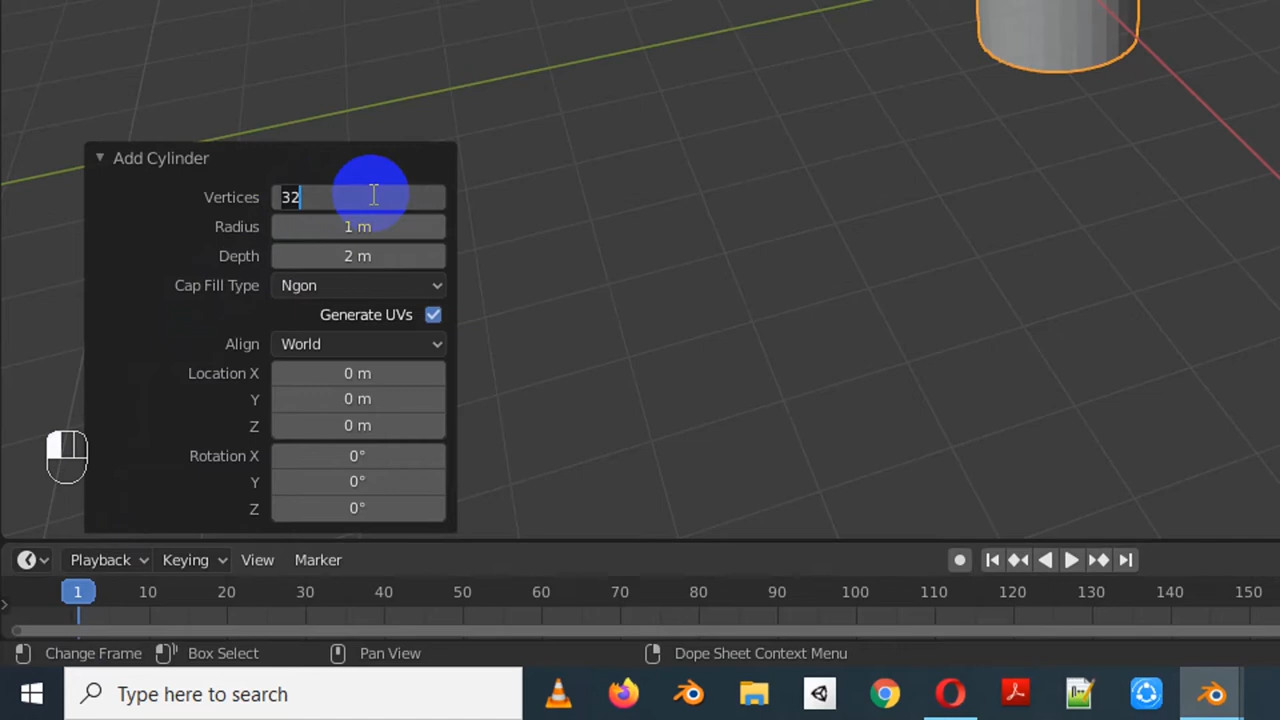 Add Cylinder
Vertices 32
Radius 1 m
Depth 2 m
Cap Fill Type Ngon
Generate UVs
Align World
Location X 0 m
Y 0 m
Z 0 m
Rotation X 0°
Y 0°
Z 0°
Playback Keying View Marker
1 10 20 30 40 50 60 70 80 90 100 110 120 130 140 150
Change Frame Box Select Pan View Dope Sheet Context Menu
Type here to search